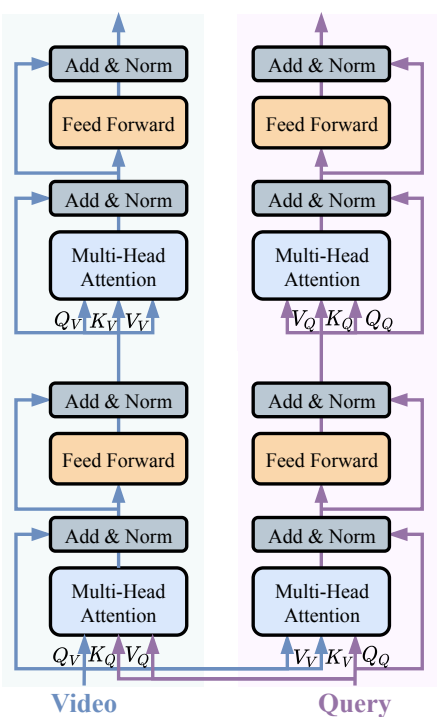 Add & Norm
Feed Forward
Add & Norm
Multi-Head
Attention
Q_V K_V V_V
Add & Norm
Feed Forward
Add & Norm
Multi-Head
Attention
Q_V K_Q V_Q
Video
Add & Norm
Feed Forward
Add & Norm
Multi-Head
Attention
V_Q K_Q Q_Q
Add & Norm
Feed Forward
Add & Norm
Multi-Head
Attention
V_V K_V Q_Q
Query